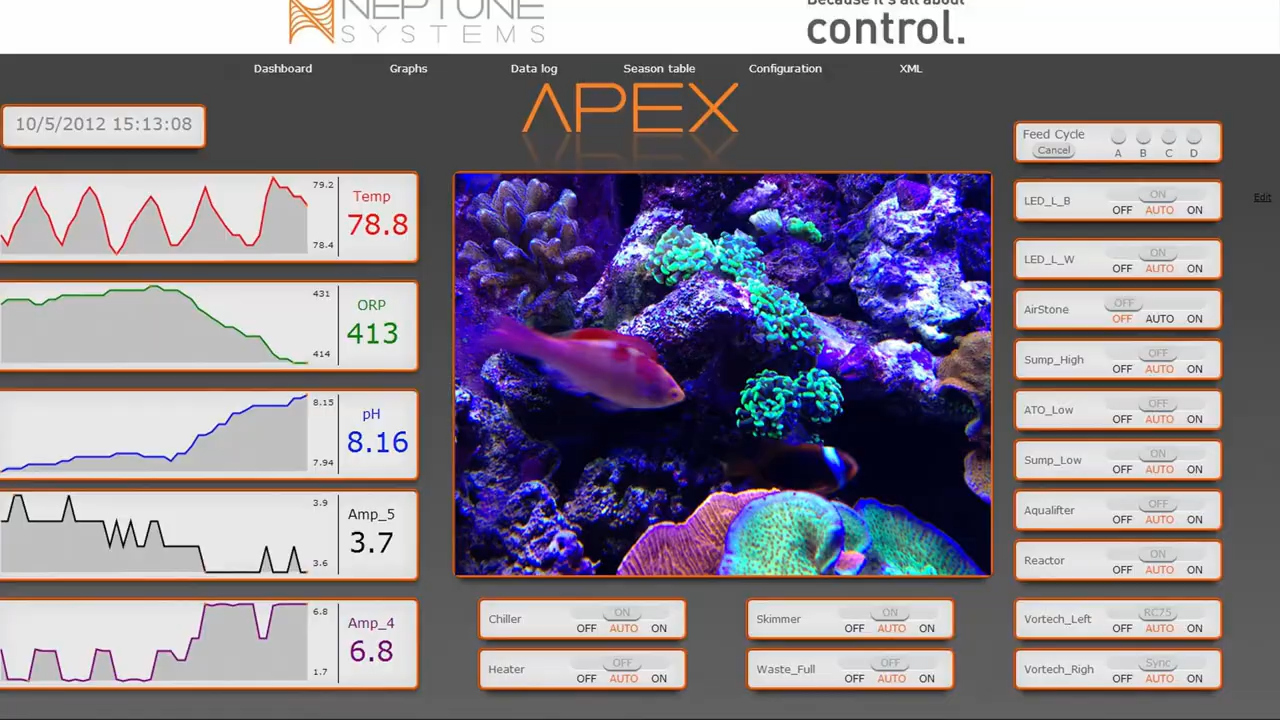 NEPTUNE
SYSTEMS
Because it's all about
control.
Dashboard
Graphs
Data log
Season table
Configuration
XML
APEX
10/5/2012 15:13:08
79.2
78.4
Temp
78.8
431
414
ORP
413
8.15
7.94
pH
8.16
3.9
3.6
Amp_5
3.7
6.8
1.7
Amp_4
6.8
Chiller
ON
OFF AUTO ON
Heater
OFF
OFF AUTO ON
Skimmer
ON
OFF AUTO ON
Waste_Full
OFF
OFF AUTO ON
Feed Cycle
Cancel
A B C D
LED_L_B
ON
OFF AUTO ON
Edit
LED_L_W
ON
OFF AUTO ON
AirStone
OFF
OFF AUTO ON
Sump_High
OFF
OFF AUTO ON
ATO_Low
OFF
OFF AUTO ON
Sump_Low
ON
OFF AUTO ON
Aqualifter
OFF
OFF AUTO ON
Reactor
ON
OFF AUTO ON
Vortech_Left
RC75
OFF AUTO ON
Vortech_Righ
Sync
OFF AUTO ON